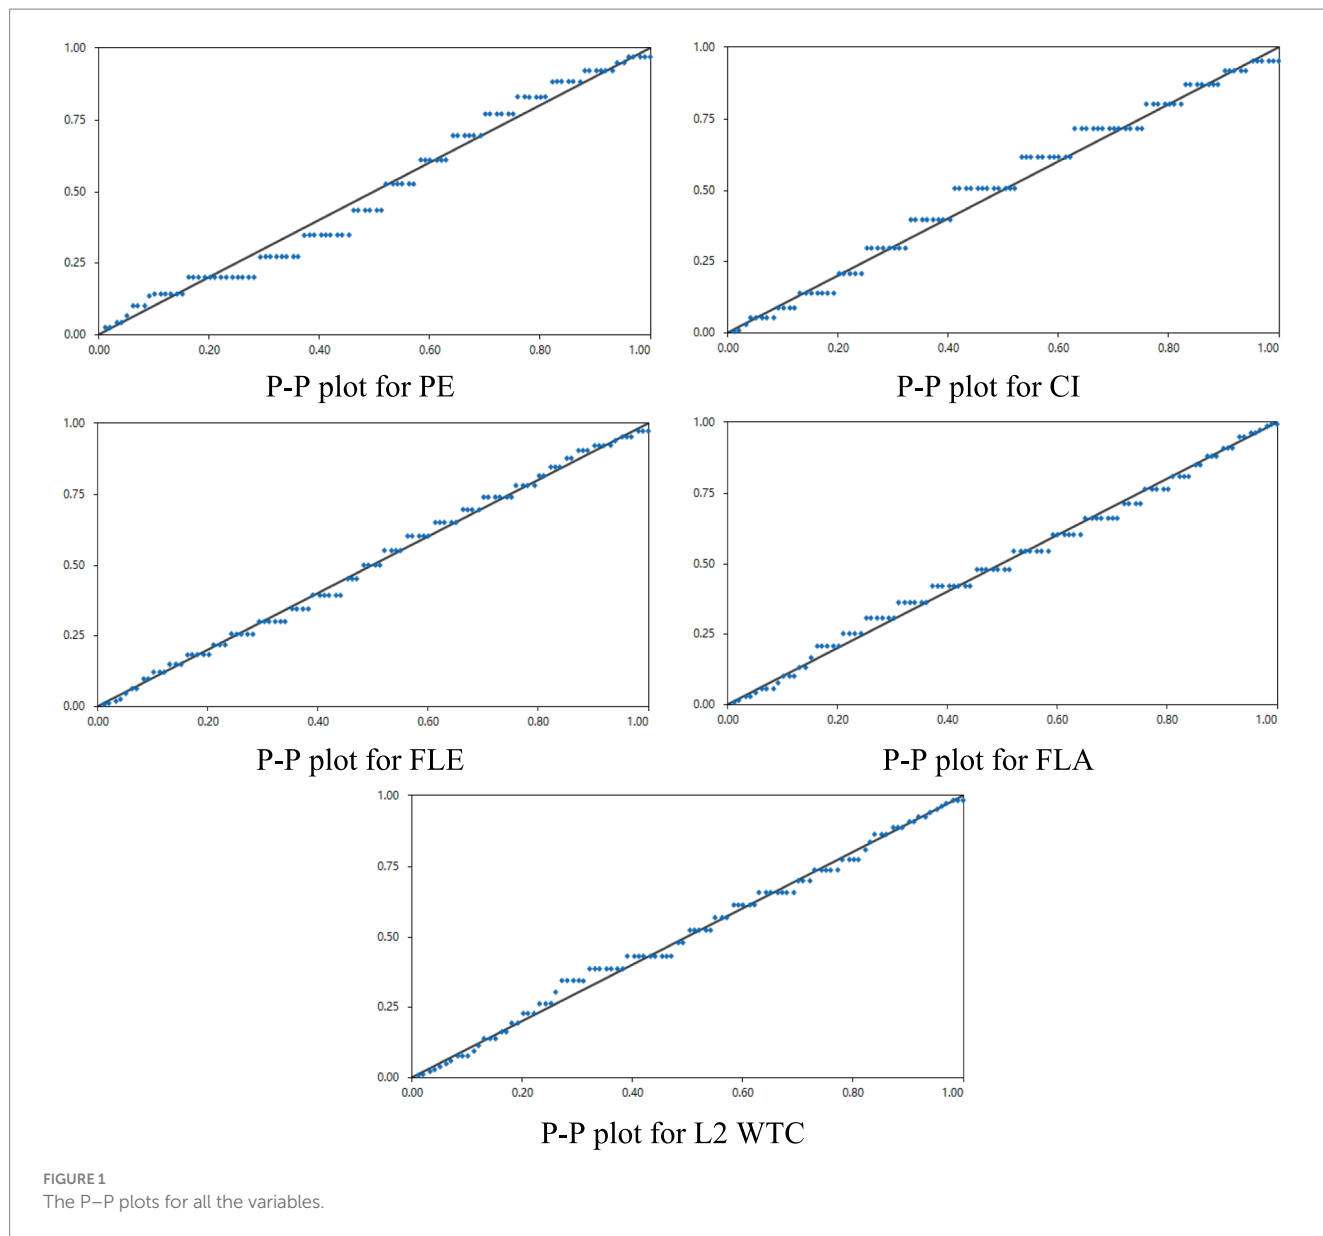 1.00
0.75
0.50
0.25
0.00
0.00 0.20 0.40 0.60 0.80 1.00
P-P plot for PE
1.00
0.75
0.50
0.25
0.00
0.00 0.20 0.40 0.60 0.80 1.00
P-P plot for CI
1.00
0.75
0.50
0.25
0.00
0.00 0.20 0.40 0.60 0.80 1.00
P-P plot for FLE
1.00
0.75
0.50
0.25
0.00
0.00 0.20 0.40 0.60 0.80 1.00
P-P plot for FLA
1.00
0.75
0.50
0.25
0.00
0.00 0.20 0.40 0.60 0.80 1.00
P-P plot for L2 WTC
FIGURE 1
The P–P plots for all the variables.